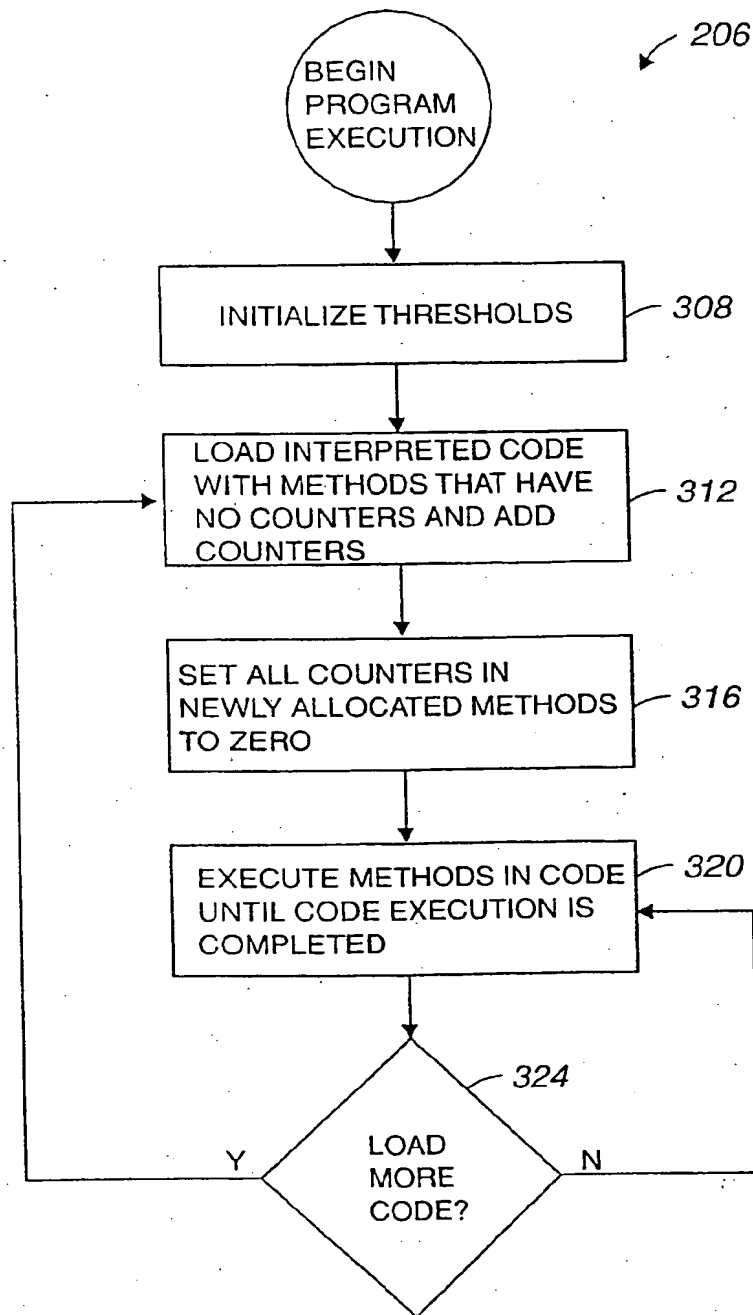 206
BEGIN
PROGRAM
EXECUTION
INITIALIZE THRESHOLDS
308
LOAD INTERPRETED CODE
WITH METHODS THAT HAVE
NO COUNTERS AND ADD
COUNTERS
312
SET ALL COUNTERS IN
NEWLY ALLOCATED METHODS
TO ZERO
316
EXECUTE METHODS IN CODE
UNTIL CODE EXECUTION IS
COMPLETED
320
324
LOAD
MORE
CODE?
Y
N